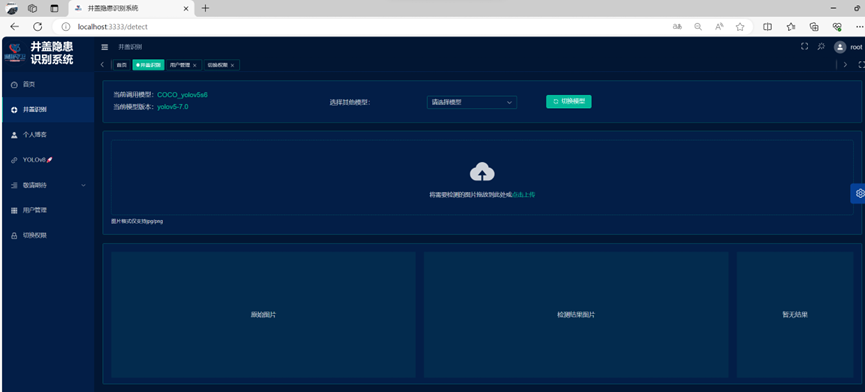 井盖隐患识别系统
localhost:3333/detect
井盖隐患
识别系统
井盖识别
root
首页
井盖识别
用户管理
切换权限
首页
井盖识别
个人博客
YOLOv8🚀
敬请期待
用户管理
切换权限
当前调用模型: COCO_yolov5s6
当前模型版本: yolov5-7.0
选择其他模型:
请选择模型
切换模型
将需要检测的图片拖放到此处或点击上传
图片格式仅支持jpg/png
原始图片
检测结果图片
暂无结果